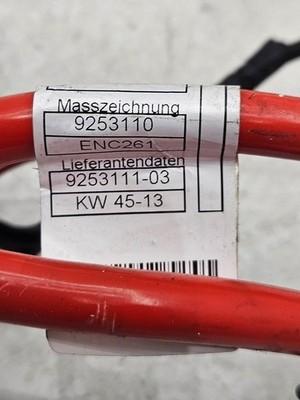 Masszeichnung
9253110
ENC261
Lieferantendaten
9253111-03
KW 45-13